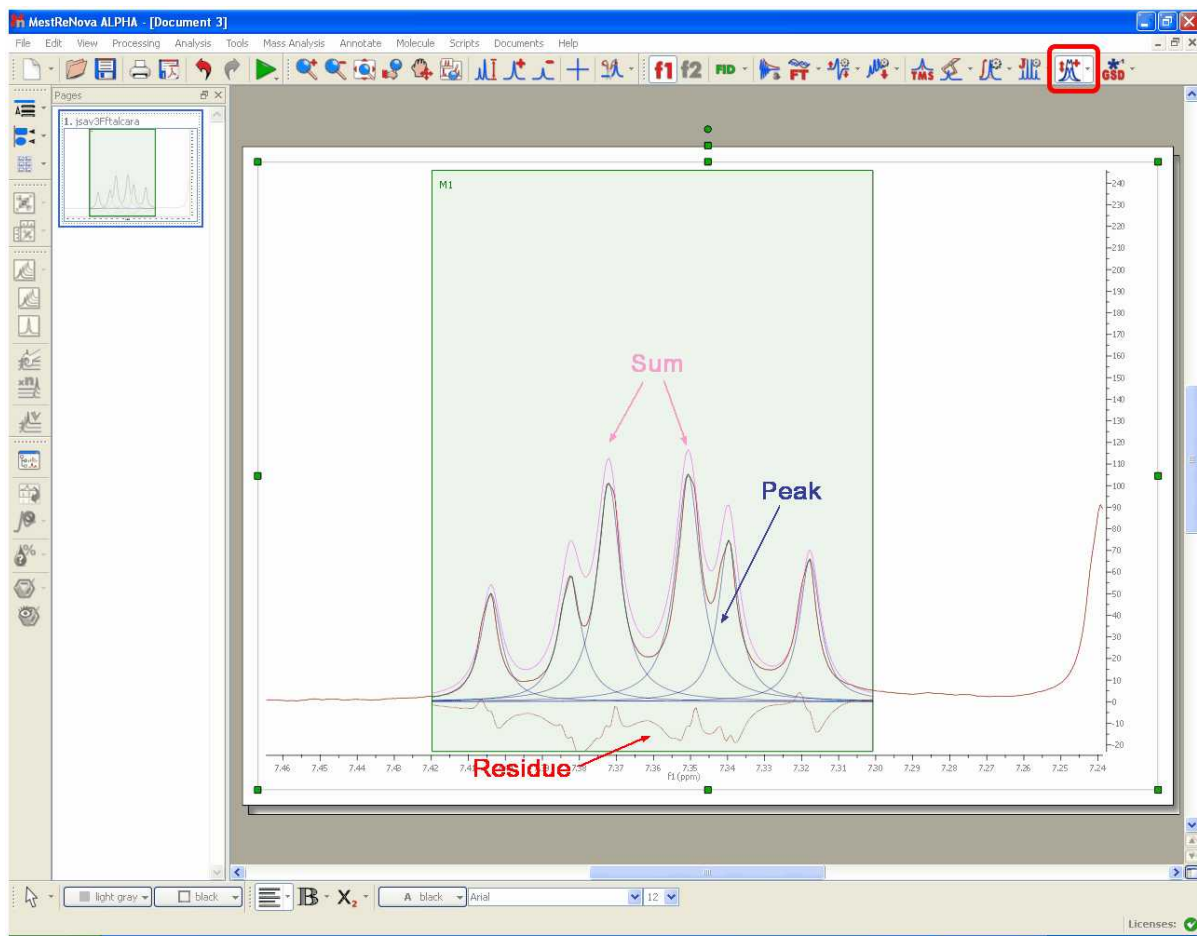 MestReNova ALPHA - [Document 3]
File Edit View Processing Analysis Tools Mass Analysis Annotate Molecule Scripts Documents Help
f1 f2 FID FT TMS GSD
Pages
1. jsav3Fftalcara
M1
Sum
Peak
Residue
240
230
220
210
200
190
180
170
160
150
140
130
120
110
100
90
80
70
60
50
40
30
20
10
0
-10
-20
7.46 7.45 7.44 7.43 7.42 7.41 7.38 7.37 7.36 7.35 7.34 7.33 7.32 7.31 7.30 7.29 7.28 7.27 7.26 7.25 7.24
f1 (ppm)
light gray black B X2 A black Arial 12
Licenses: